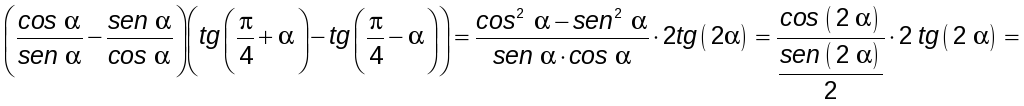 (cos α/sen α − sen α/cos α)(tg(π/4 + α) − tg(π/4 − α)) = (cos² α − sen² α)/(sen α · cos α) · 2tg(2α) = cos(2 α)/(sen(2 α)/2) · 2 tg(2 α) =